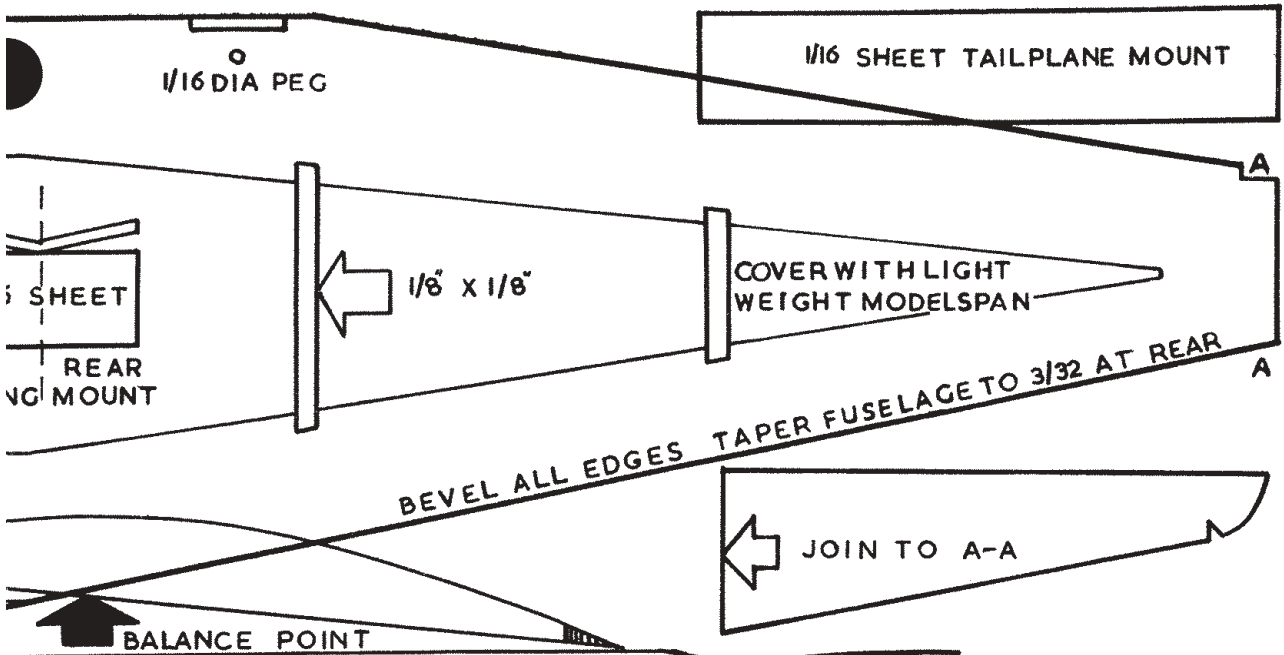 1/16 SHEET TAILPLANE MOUNT
1/16 DIA PEG
A
COVER WITH LIGHT
WEIGHT MODELSPAN
1/8" X 1/8"
SHEET
REAR
MOUNT
A
BEVEL ALL EDGES TAPER FUSELAGE TO 3/32 AT REAR
JOIN TO A-A
BALANCE POINT